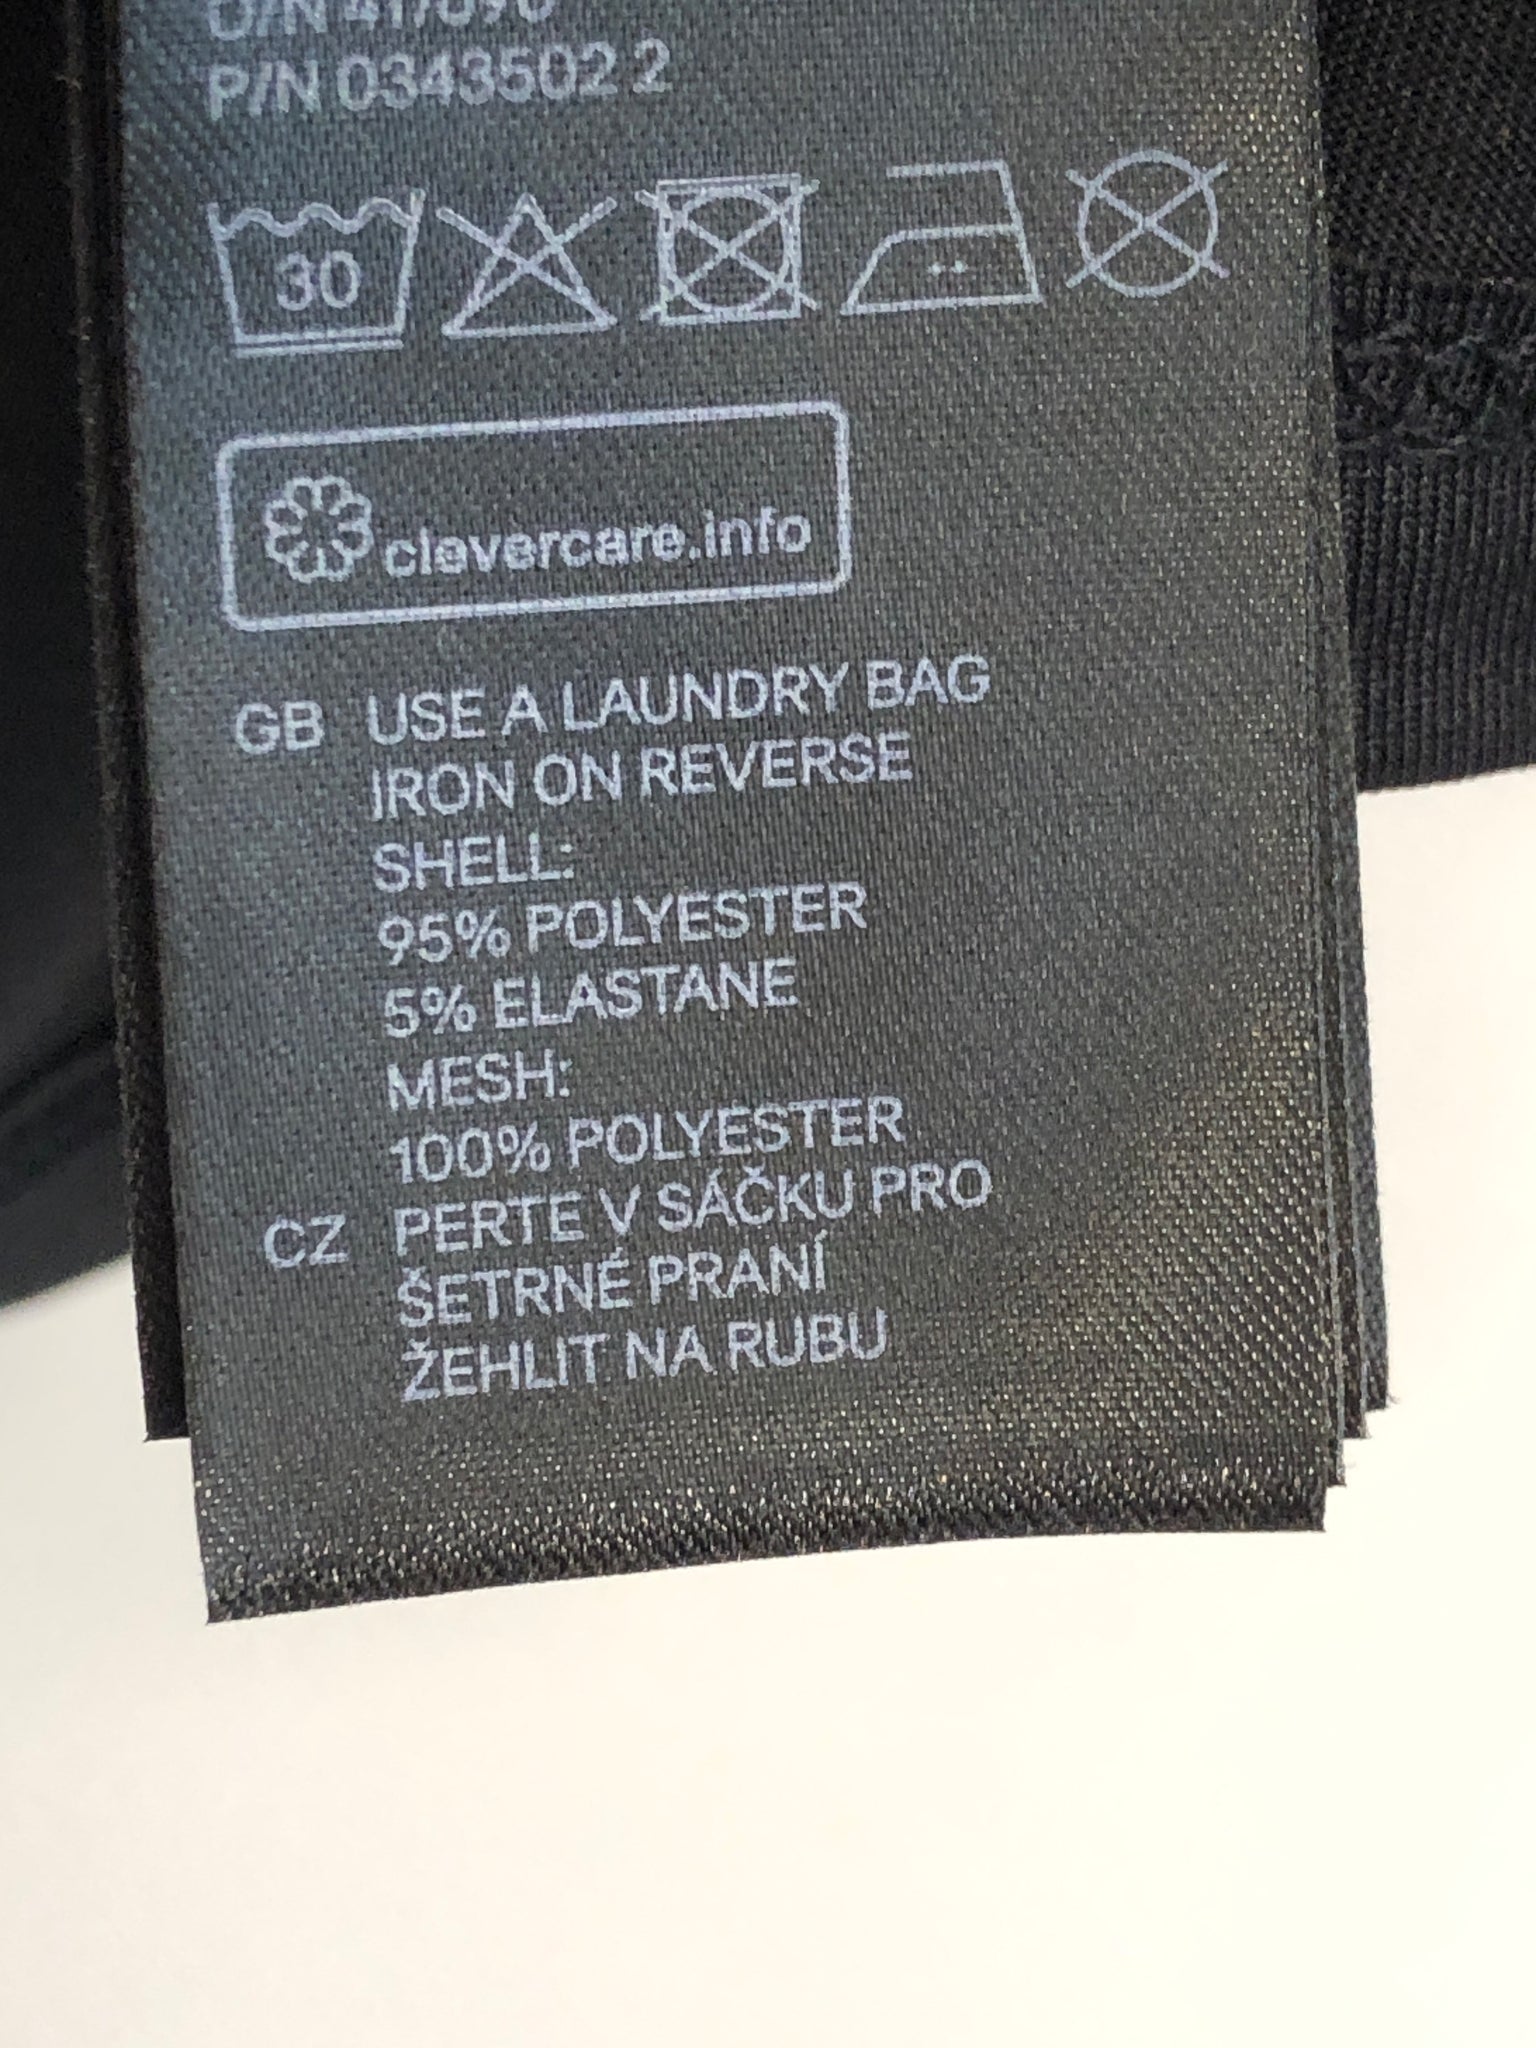 P/N 0343502 2
30
clevercare.info
GB USE A LAUNDRY BAG
IRON ON REVERSE
SHELL:
95% POLYESTER
5% ELASTANE
MESH:
100% POLYESTER
CZ PERTE V SÁČKU PRO
ŠETRNÉ PRANÍ
ŽEHLIT NA RUBU